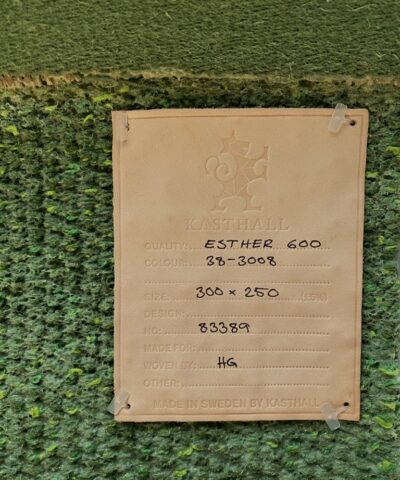 KASTHALL
QUALITY: ESTHER 600
COLOUR: 38-3008
SIZE: 300 x 250 (±5%)
DESIGN:
NO: 83389
MADE FOR:
WOVEN BY: HG
OTHER:
MADE IN SWEDEN BY KASTHALL